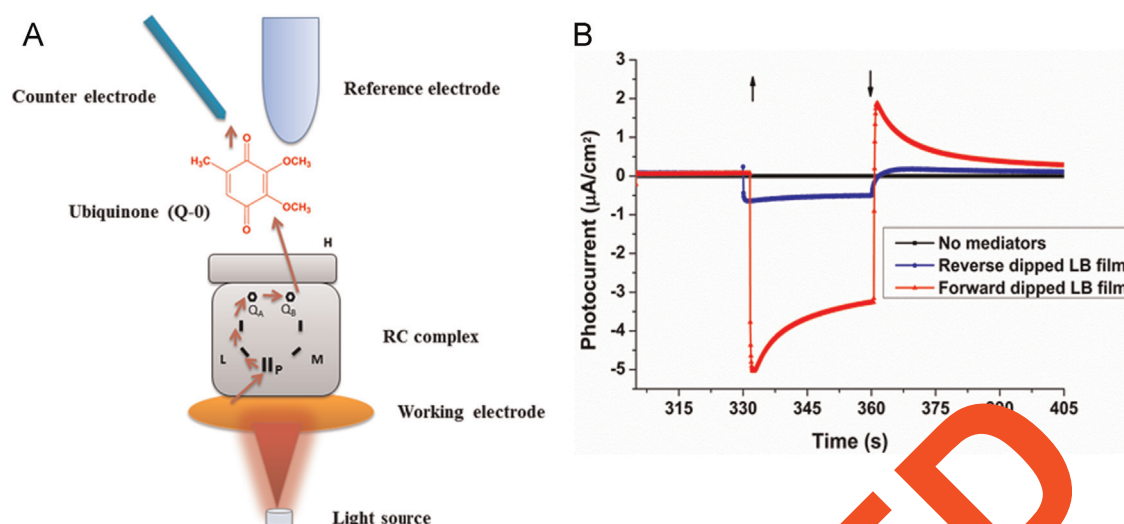 A
Counter electrode
Reference electrode
O
H₃C
OCH₃
OCH₃
O
Ubiquinone (Q-0)
H
Q_A
Q_B
L
M
P
RC complex
Working electrode
Light source
B
Photocurrent (µA/cm²)
3
2
1
0
-1
-2
-3
-4
-5
No mediators
Reverse dipped LB film
Forward dipped LB film
315 330 345 360 375 390 405
Time (s)